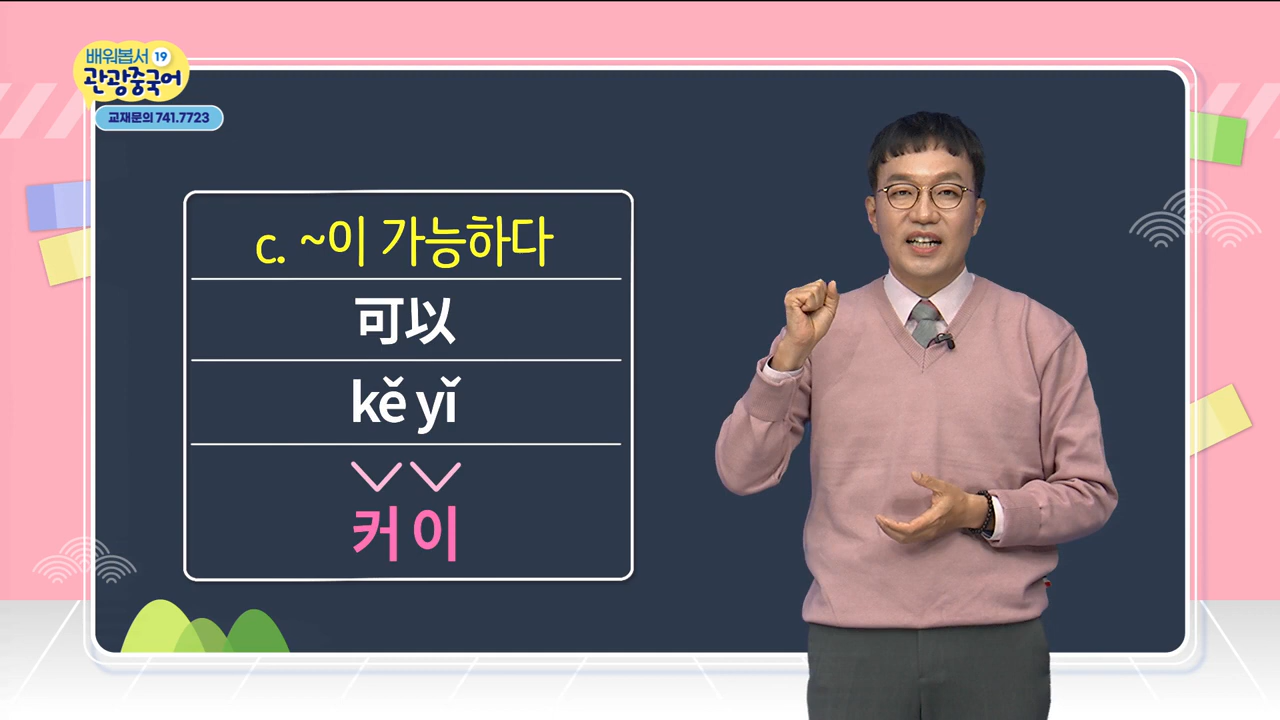 배워봅서 19
관광중국어
교재문의 741.7723
c. ~이 가능하다
可以
kě yǐ
커 이